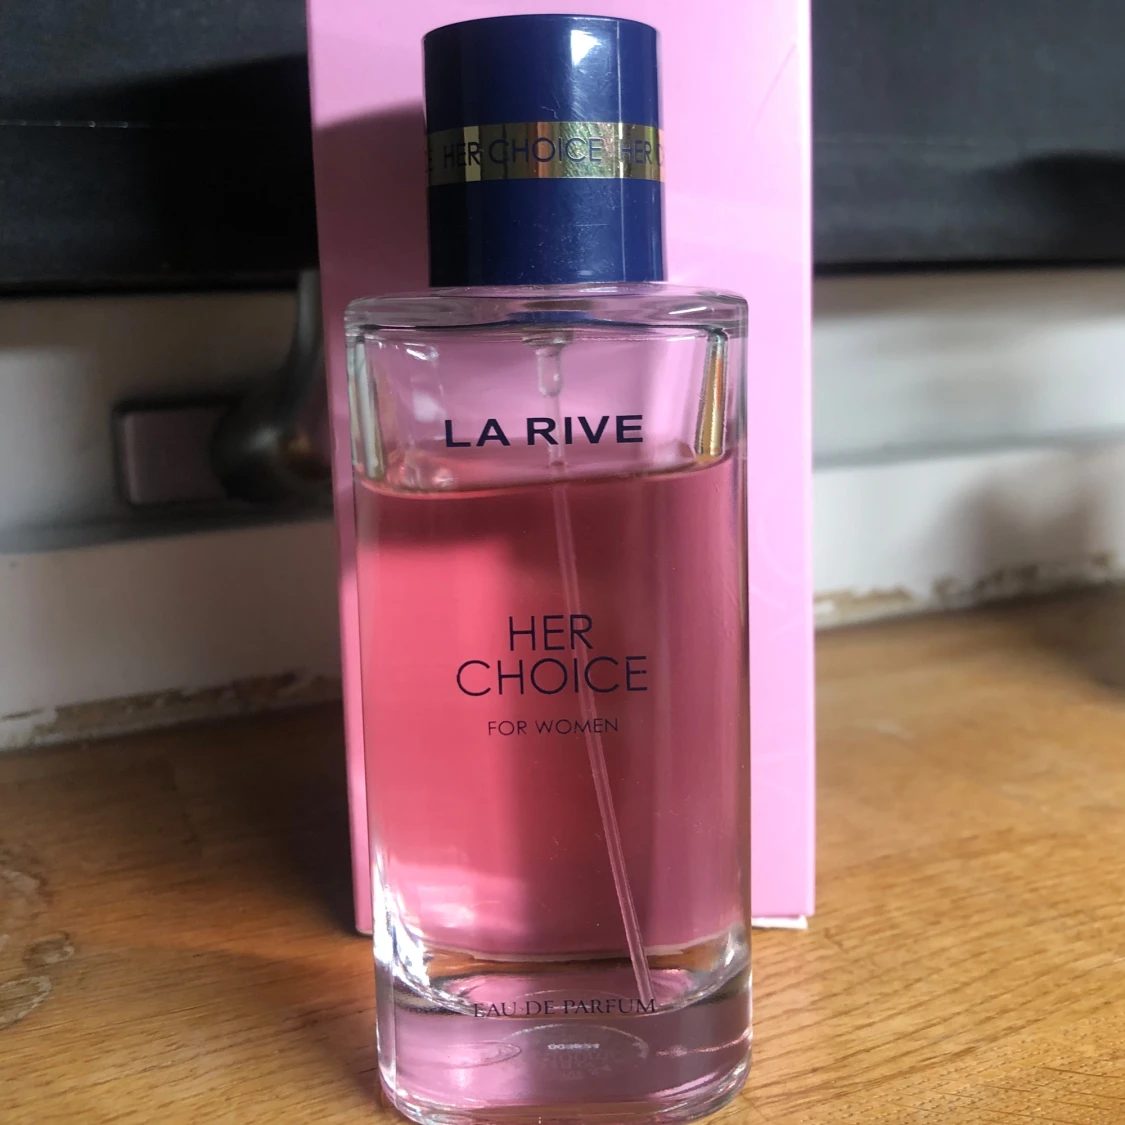 HER CHOICE HER
LA RIVE
HER
CHOICE
FOR WOMEN
EAU DE PARFUM